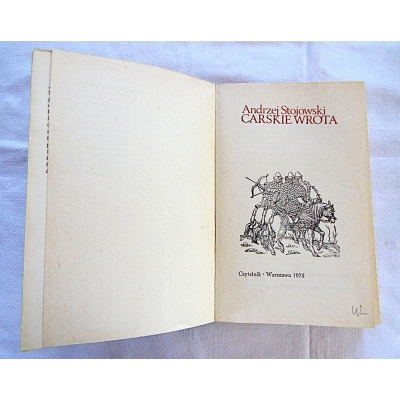 Andrzej Stojowski
CARSKIE WROTA
Czytelnik · Warszawa 1975